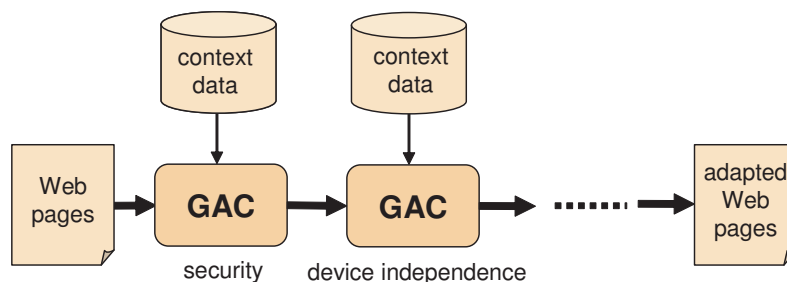 context
data
context
data
Web
pages
GAC
GAC
adapted
Web
pages
security
device independence